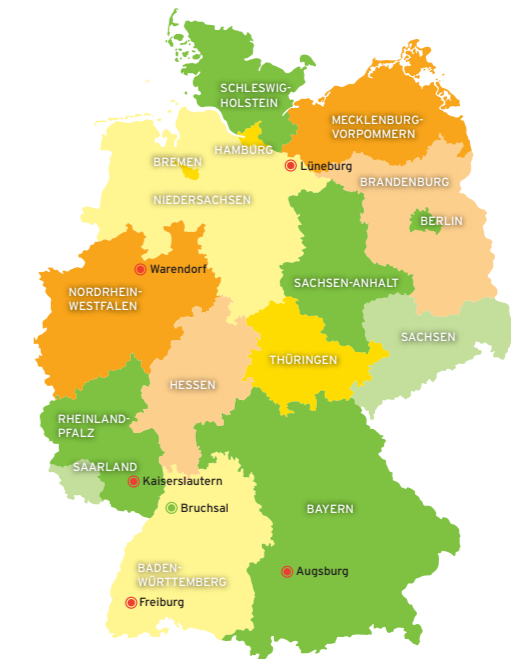 SCHLESWIG-
HOLSTEIN
MECKLENBURG-
VORPOMMERN
HAMBURG
BREMEN
Lüneburg
BRANDENBURG
NIEDERSACHSEN
BERLIN
Warendorf
SACHSEN-ANHALT
NORDRHEIN-
WESTFALEN
SACHSEN
THÜRINGEN
HESSEN
RHEINLAND-
PFALZ
SAARLAND
Kaiserslautern
Bruchsal
BAYERN
BADEN-
WÜRTTEMBERG
Augsburg
Freiburg